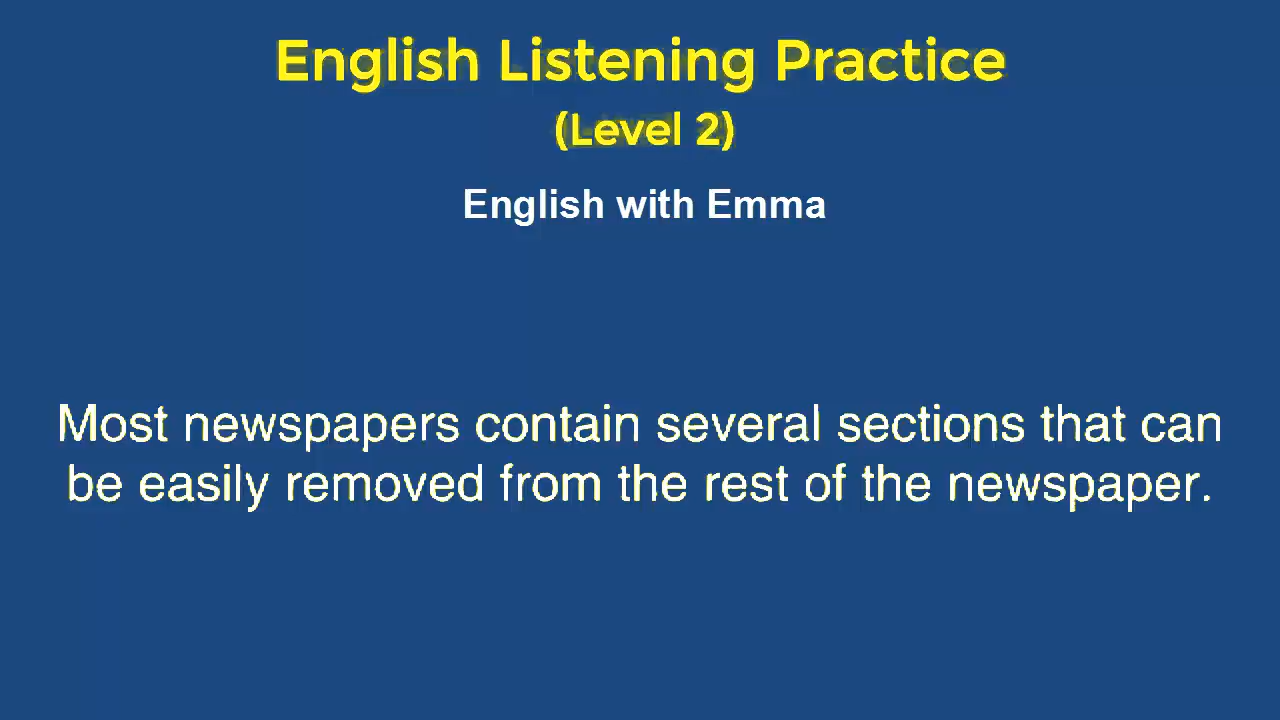 English Listening Practice
(Level 2)
English with Emma
Most newspapers contain several sections that can
be easily removed from the rest of the newspaper.